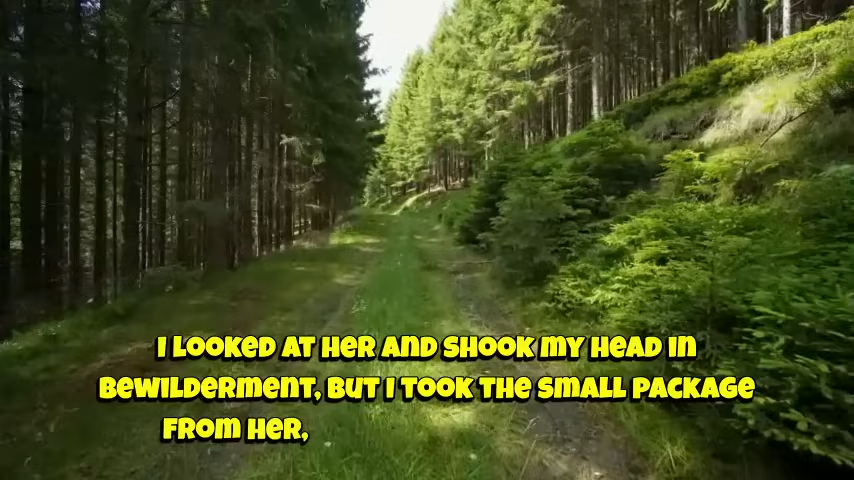 I looked at her and shook my head in
bewilderment, but I took the small package
from her,